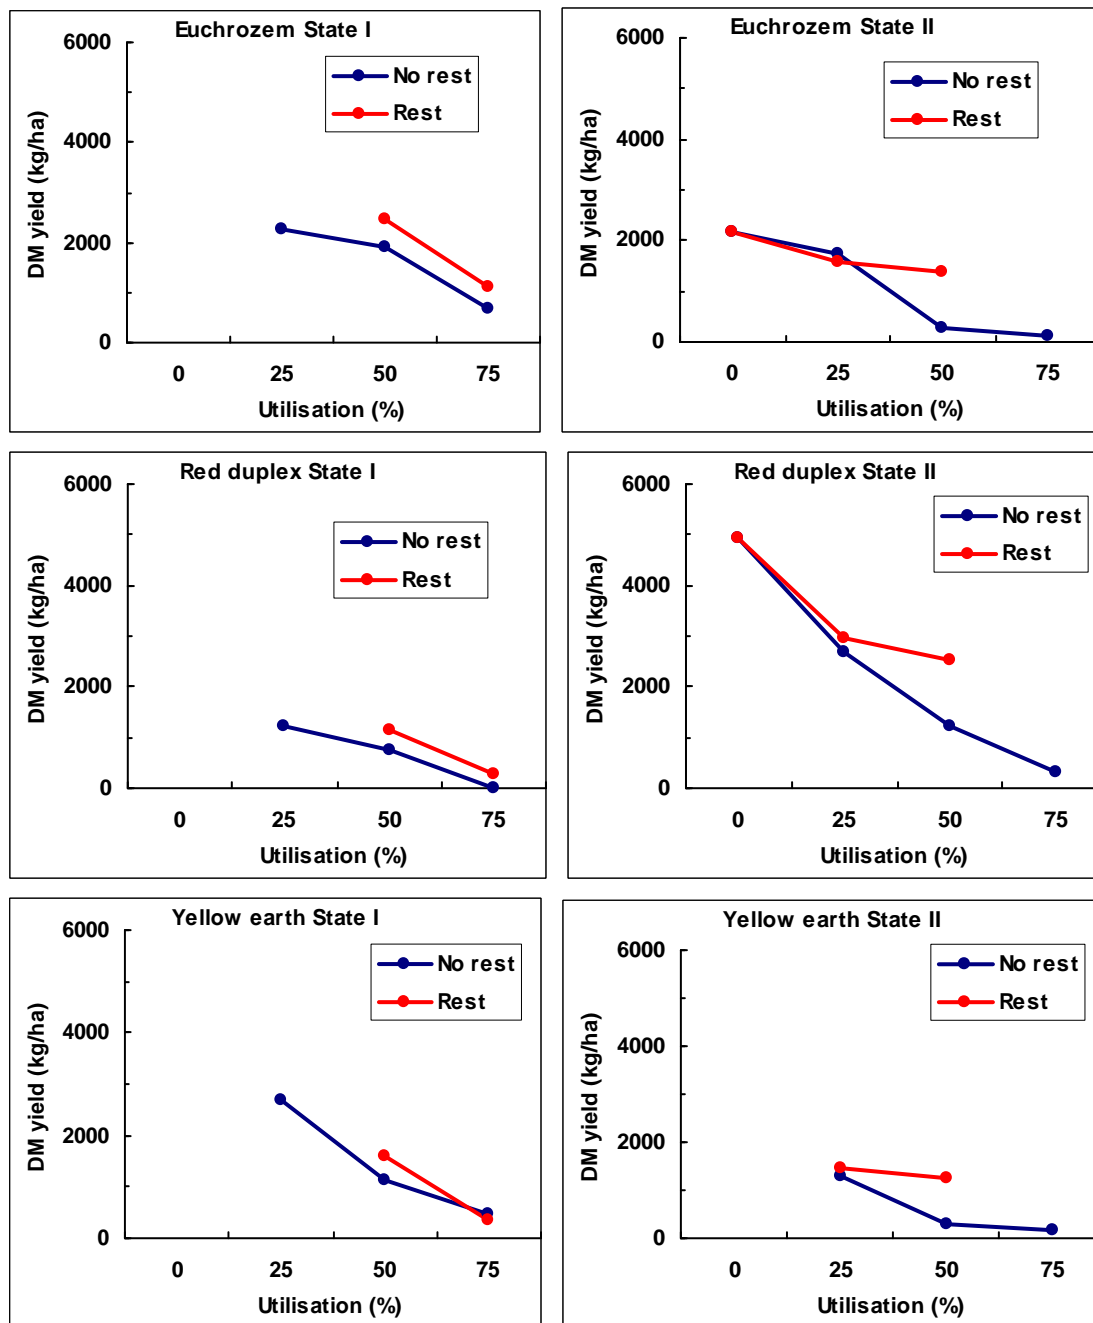 Euchrozem State I
6000
4000
2000
0
DM yield (kg/ha)
No rest
Rest
0 25 50 75
Utilisation (%)
Euchrozem State II
6000
4000
2000
0
DM yield (kg/ha)
No rest
Rest
0 25 50 75
Utilisation (%)
Red duplex State I
6000
4000
2000
0
DM yield (kg/ha)
No rest
Rest
0 25 50 75
Utilisation (%)
Red duplex State II
6000
4000
2000
0
DM yield (kg/ha)
No rest
Rest
0 25 50 75
Utilisation (%)
Yellow earth State I
6000
4000
2000
0
DM yield (kg/ha)
No rest
Rest
0 25 50 75
Utilisation (%)
Yellow earth State II
6000
4000
2000
0
DM yield (kg/ha)
No rest
Rest
0 25 50 75
Utilisation (%)